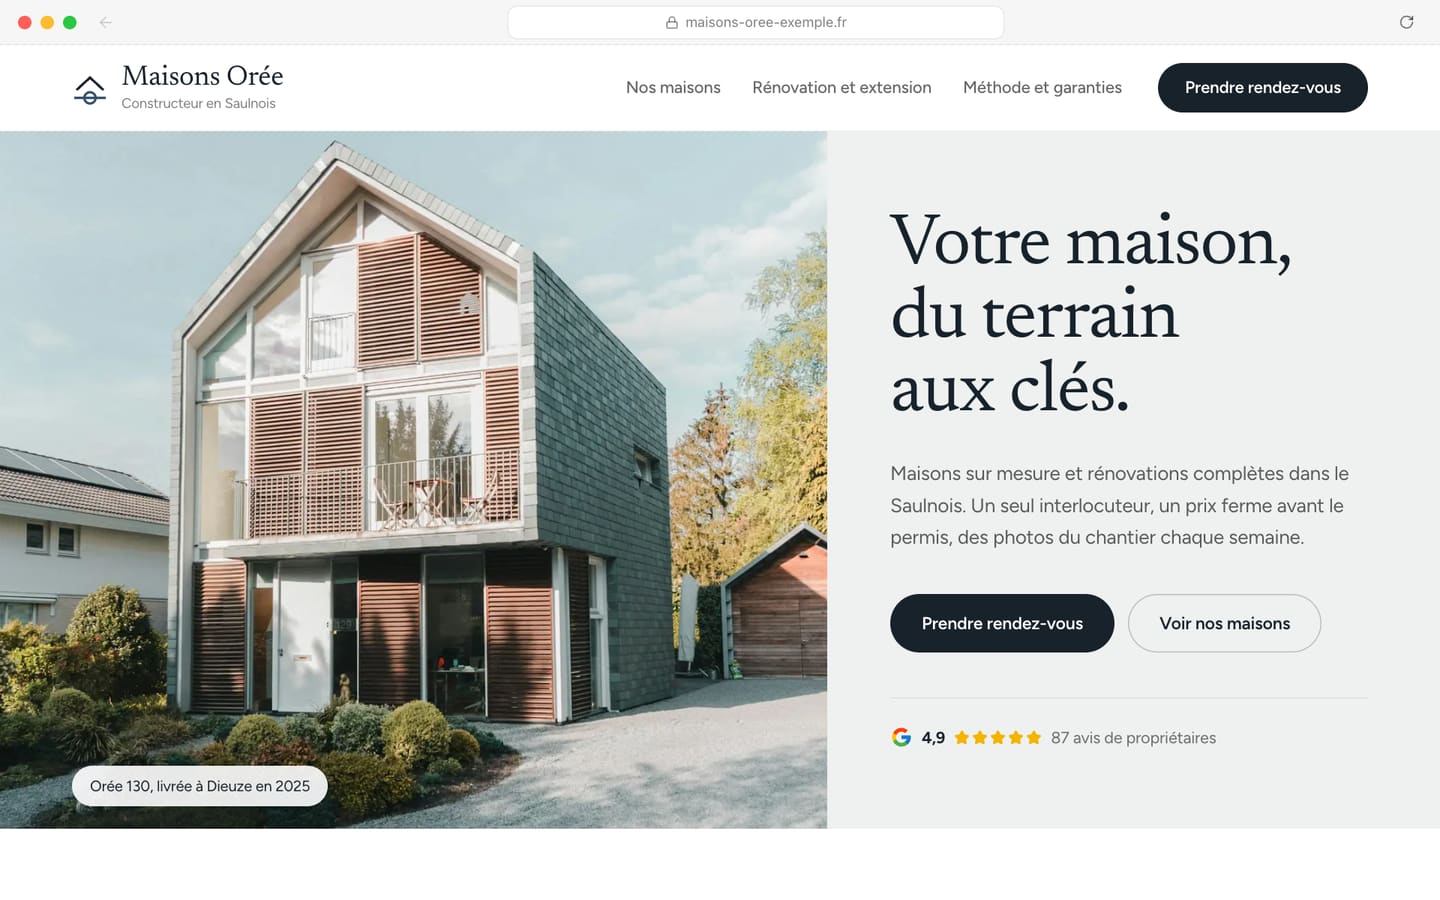 maisons-oree-exemple.fr
Maisons Orée
Constructeur en Saulnois
Nos maisons
Rénovation et extension
Méthode et garanties
Prendre rendez-vous
Votre maison,
du terrain
aux clés.
Maisons sur mesure et rénovations complètes dans le
Saulnois. Un seul interlocuteur, un prix ferme avant le
permis, des photos du chantier chaque semaine.
Prendre rendez-vous
Voir nos maisons
4,9
87 avis de propriétaires
Orée 130, livrée à Dieuze en 2025